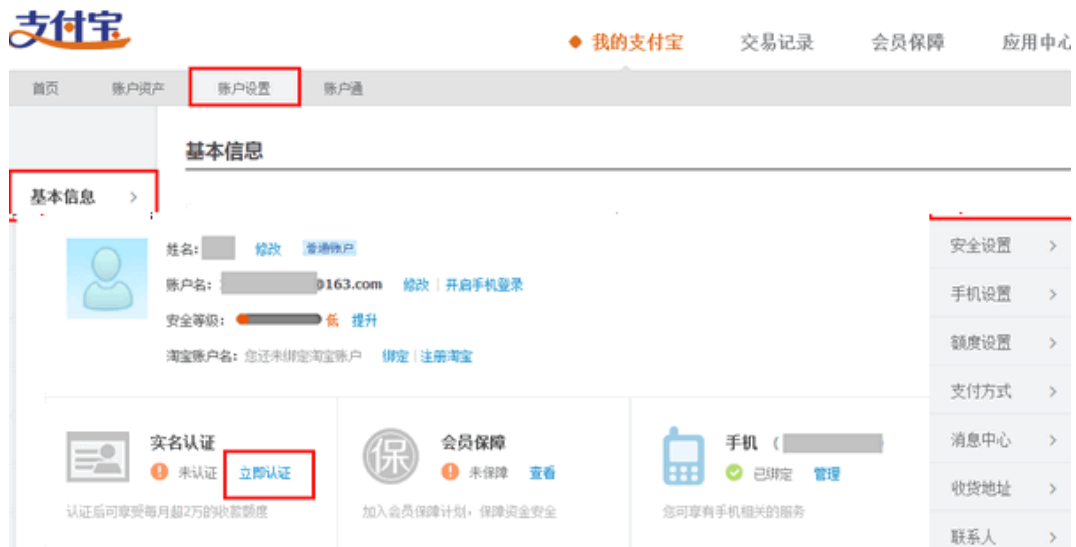 支付宝
我的支付宝 交易记录 会员保障 应用中心
首页 账户资产 账户设置 账户通
基本信息
基本信息 >
姓名: 修改 普通账户
账户名: @163.com 修改 | 开启手机登录
安全等级: 低 提升
淘宝账户名: 您还未绑定淘宝账户 绑定 | 注册淘宝
安全设置 >
手机设置 >
额度设置 >
支付方式 >
消息中心 >
收货地址 >
联系人 >
实名认证
未认证 立即认证
认证后可享受每月超2万的收款额度
保
会员保障
未保障 查看
加入会员保障计划，保障资金安全
手机 (
已绑定 管理
您可享有手机相关的服务